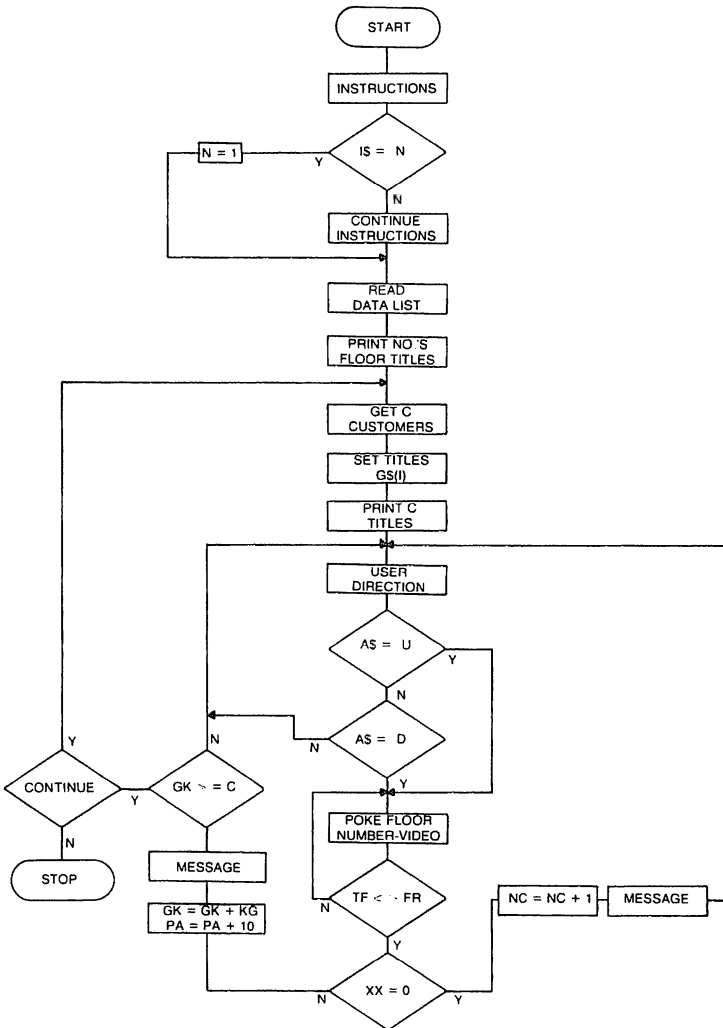 START
INSTRUCTIONS
I$ = N
N = 1
Y
N
CONTINUE
INSTRUCTIONS
READ
DATA LIST
PRINT NO.'S
FLOOR TITLES
GET C
CUSTOMERS
SET TITLES
G$(I)
PRINT C
TITLES
USER
DIRECTION
A$ = U
Y
N
A$ = D
N
Y
Y
N
CONTINUE
Y
GK > = C
N
STOP
POKE FLOOR
NUMBER-VIDEO
MESSAGE
TF < > FR
N
Y
GK = GK + KG
PA = PA + 10
NC = NC + 1
MESSAGE
N
XX = 0
Y